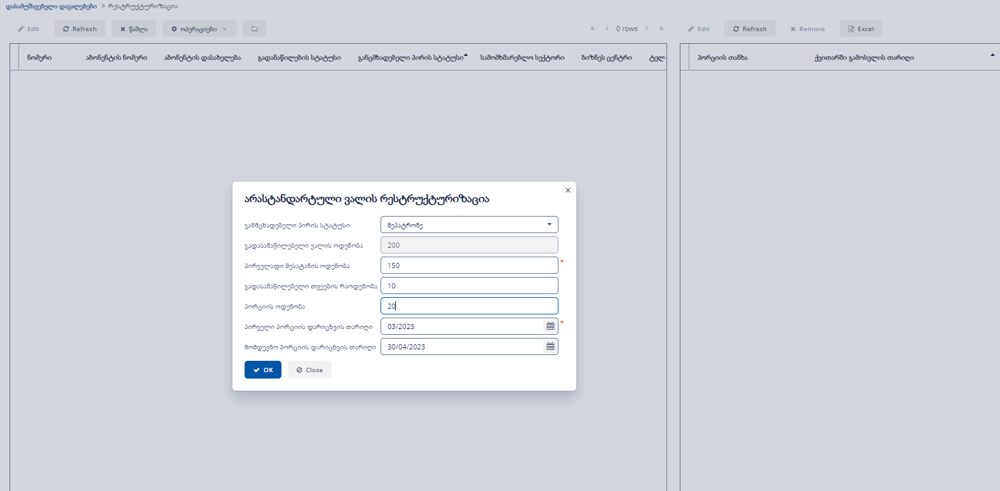 დასამუშავებელი დავალებები > რესტრუქტურიზაცია
Edit Refresh წაშლა ოპერაციები « ‹ 0 rows › » Edit Refresh Remove Excel
ნომერი აბონენტის ნომერი აბონენტის დასახელება გადანაწილების სტატუსი განცმხადებელი პირის სტატუსი სამომხმარებლო სექტორი ბიზნეს ცენტრი ტელ პორციის თანხა ქვითარში გამოსვლის თარიღი
არასტანდარტული ვალის რესტრუქტურიზაცია
განმცხადებელი პირის სტატუსი მეპატრონე
გადასანაწილებელი ვალის ოდენობა 200
პირველადი შესატანის ოდენობა 150 *
გადასანაწილებელი თვეების რაოდენობა 10
პორციის ოდენობა 20
პირველი პორციის დარიცხვის თარიღი 03/2023 *
მომდევნო პორციის დარიცხვის თარიღი 30/04/2023
OK Close